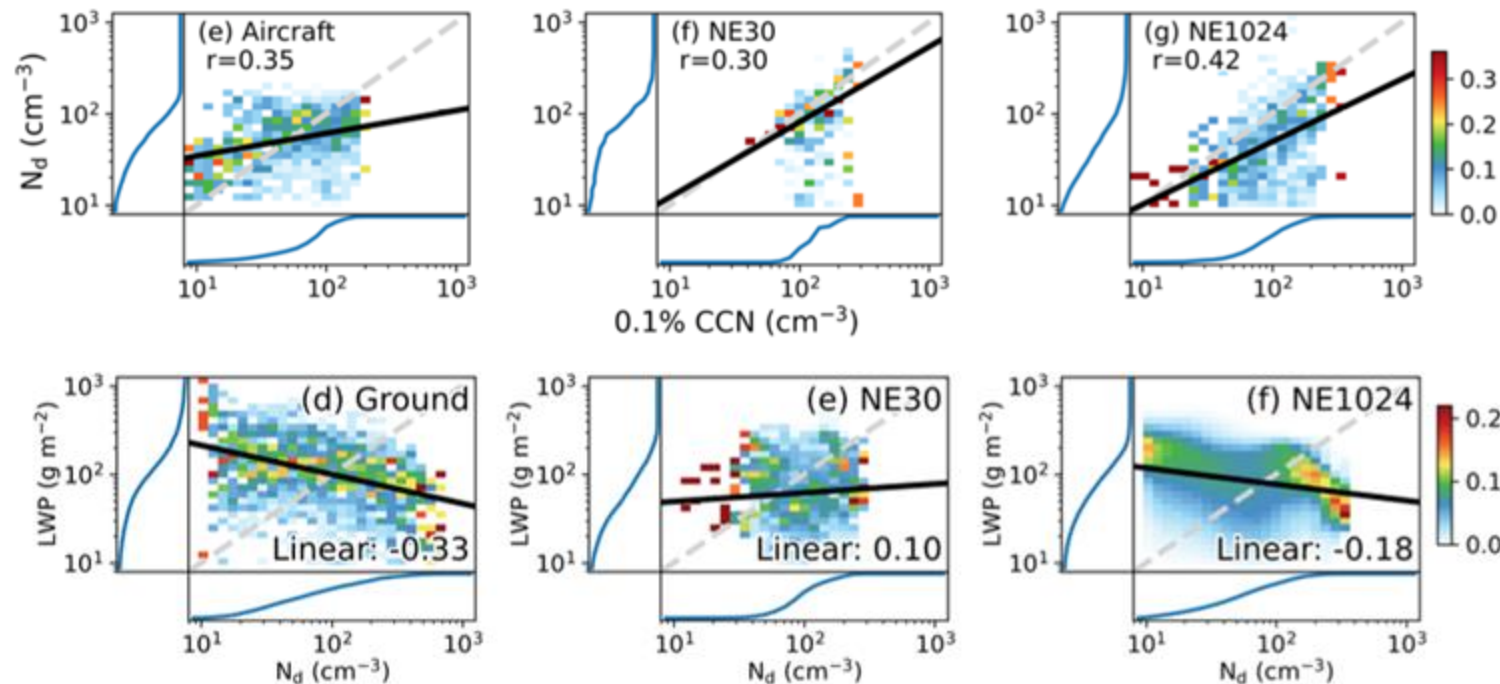 10³
10²
10¹
N_d (cm⁻³)
(e) Aircraft
r=0.35
10¹ 10² 10³
10³
10²
10¹
(f) NE30
r=0.30
10¹ 10² 10³
10³
10²
10¹
(g) NE1024
r=0.42
10¹ 10² 10³
0.3
0.2
0.1
0.0
0.1% CCN (cm⁻³)
10³
10²
10¹
LWP (g m⁻²)
(d) Ground
Linear: -0.33
10¹ 10² 10³
N_d (cm⁻³)
10³
10²
10¹
LWP (g m⁻²)
(e) NE30
Linear: 0.10
10¹ 10² 10³
N_d (cm⁻³)
10³
10²
10¹
LWP (g m⁻²)
(f) NE1024
Linear: -0.18
10¹ 10² 10³
N_d (cm⁻³)
0.2
0.1
0.0